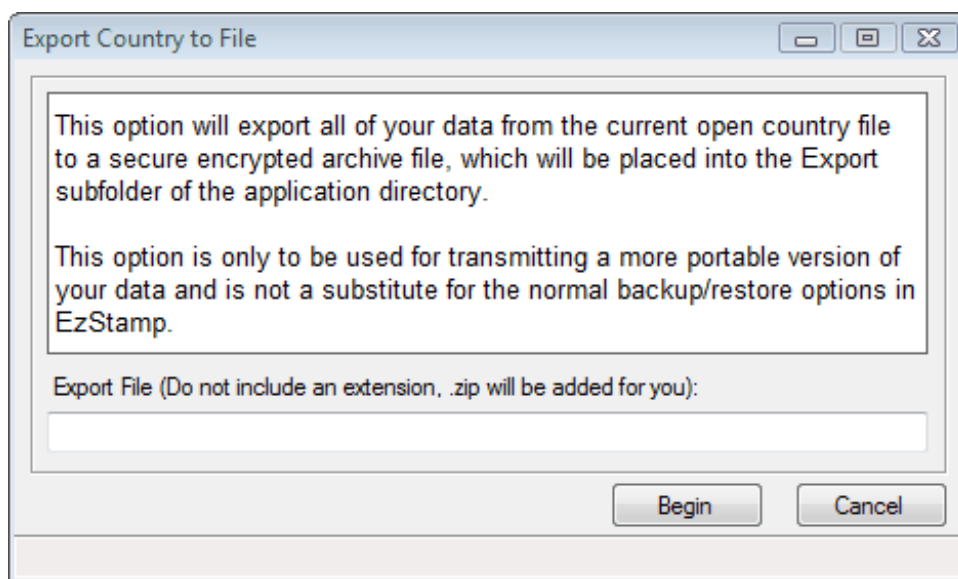 Export Country to File
This option will export all of your data from the current open country file
to a secure encrypted archive file, which will be placed into the Export
subfolder of the application directory.
This option is only to be used for transmitting a more portable version of
your data and is not a substitute for the normal backup/restore options in
EzStamp.
Export File (Do not include an extension, .zip will be added for you):
Begin
Cancel